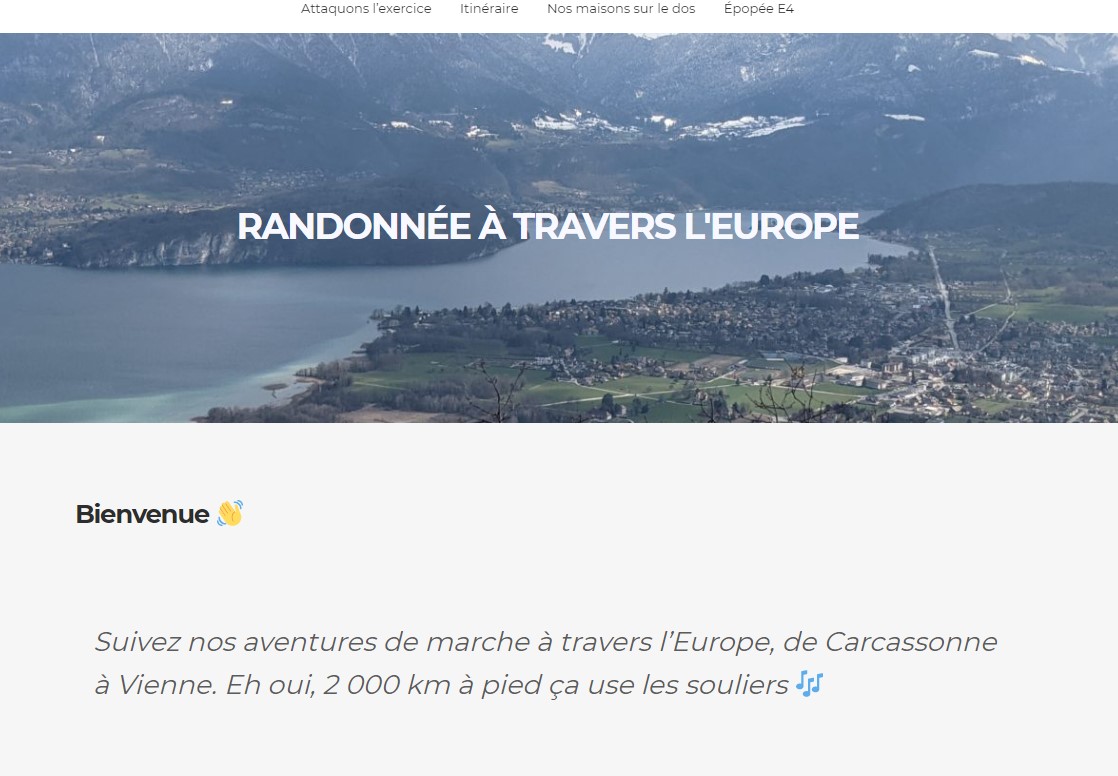 Attaquons l’exercice Itinéraire Nos maisons sur le dos Épopée E4
RANDONNÉE À TRAVERS L'EUROPE
Bienvenue 👋
Suivez nos aventures de marche à travers l’Europe, de Carcassonne
à Vienne. Eh oui, 2 000 km à pied ça use les souliers 🎶